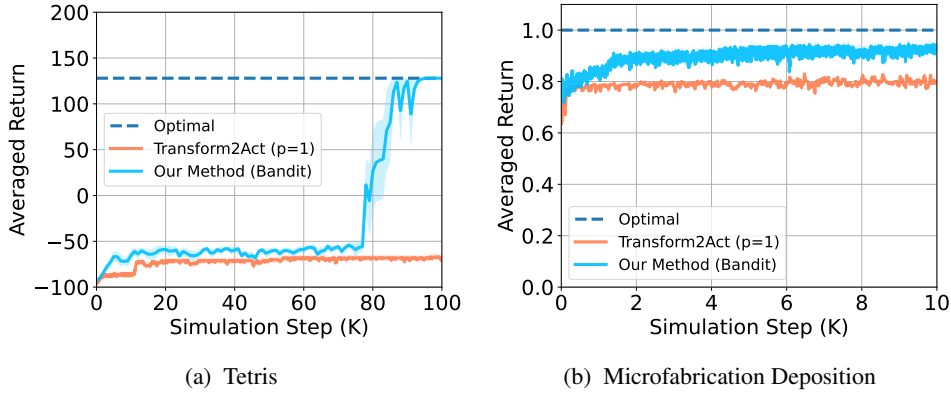 200
150
100
50
0
−50
−100
Averaged Return
Optimal
Transform2Act (p=1)
Our Method (Bandit)
0
20
40
60
80
100
Simulation Step (K)
(a) Tetris
1.0
0.8
0.6
0.4
0.2
0.0
Averaged Return
Optimal
Transform2Act (p=1)
Our Method (Bandit)
0
2
4
6
8
10
Simulation Step (K)
(b) Microfabrication Deposition